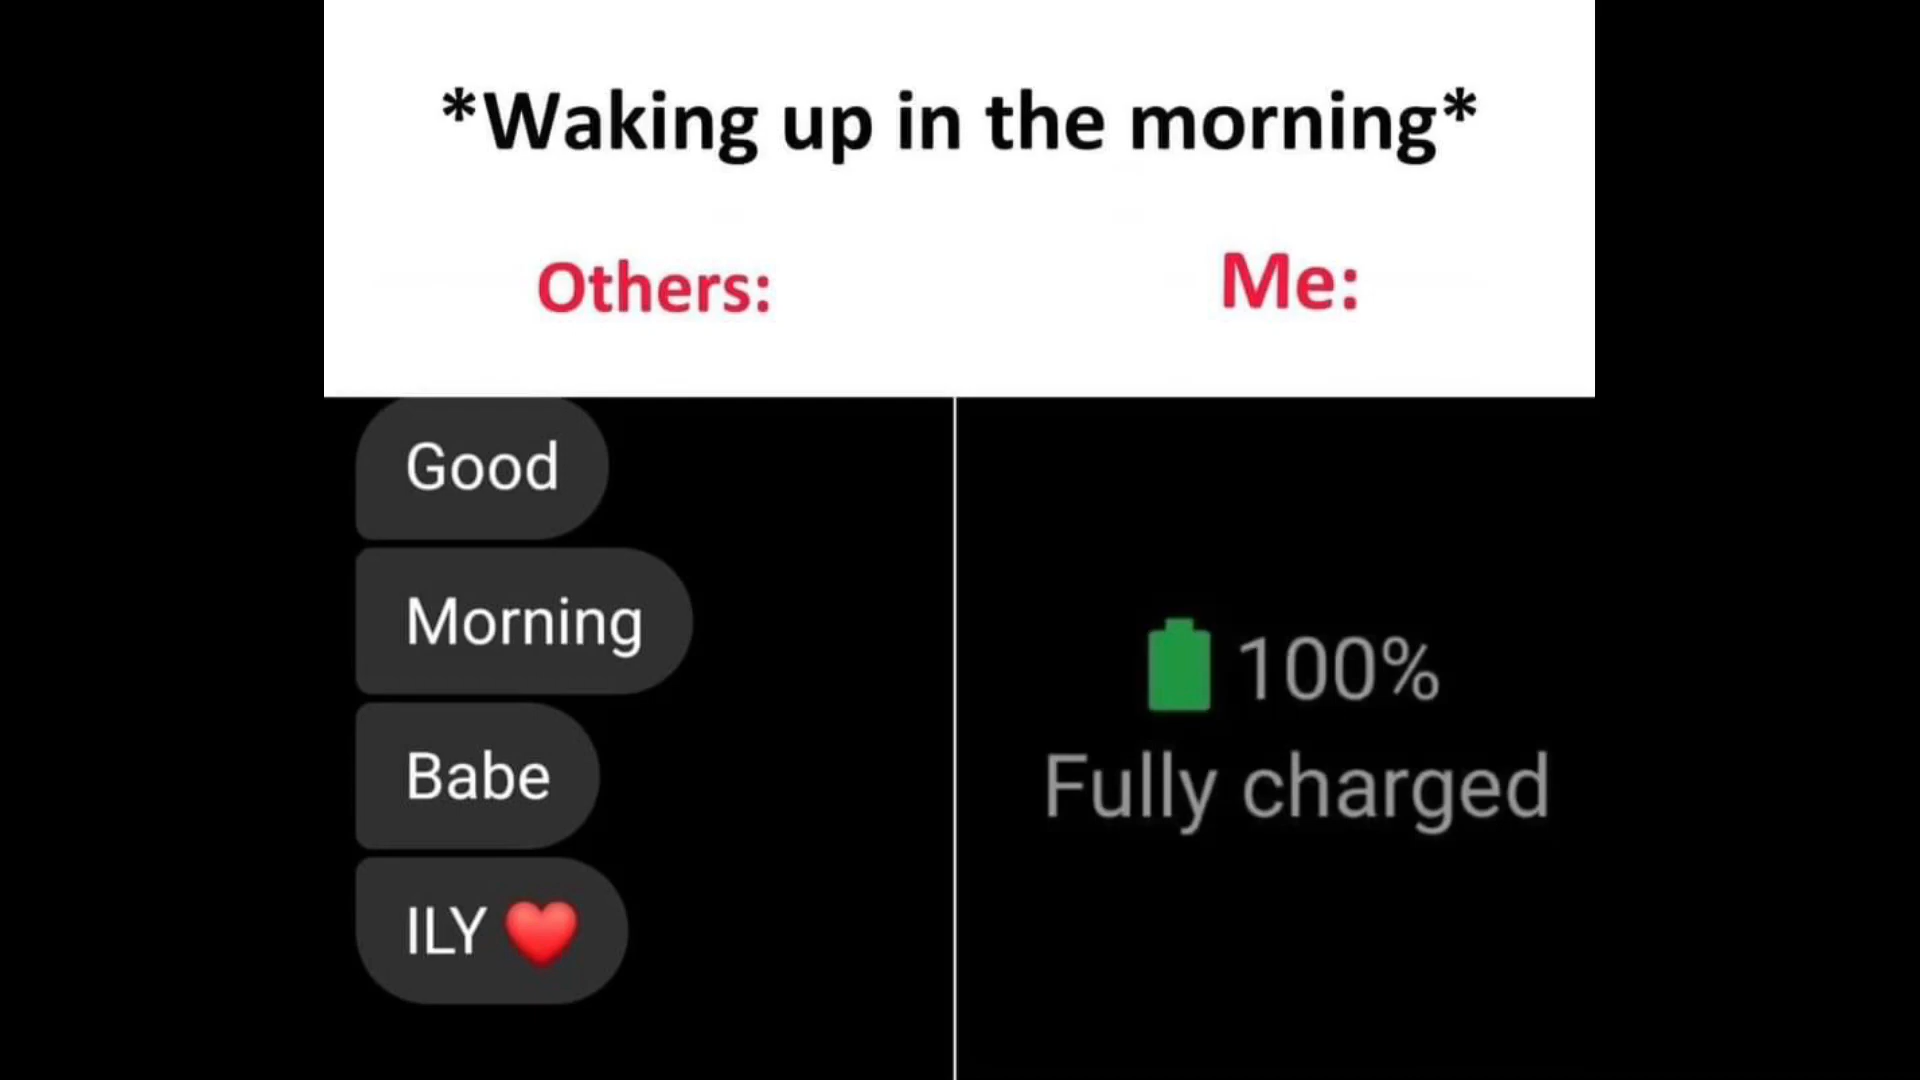 *Waking up in the morning*
Others:
Me:
Good
Morning
Babe
ILY ❤️
100%
Fully charged